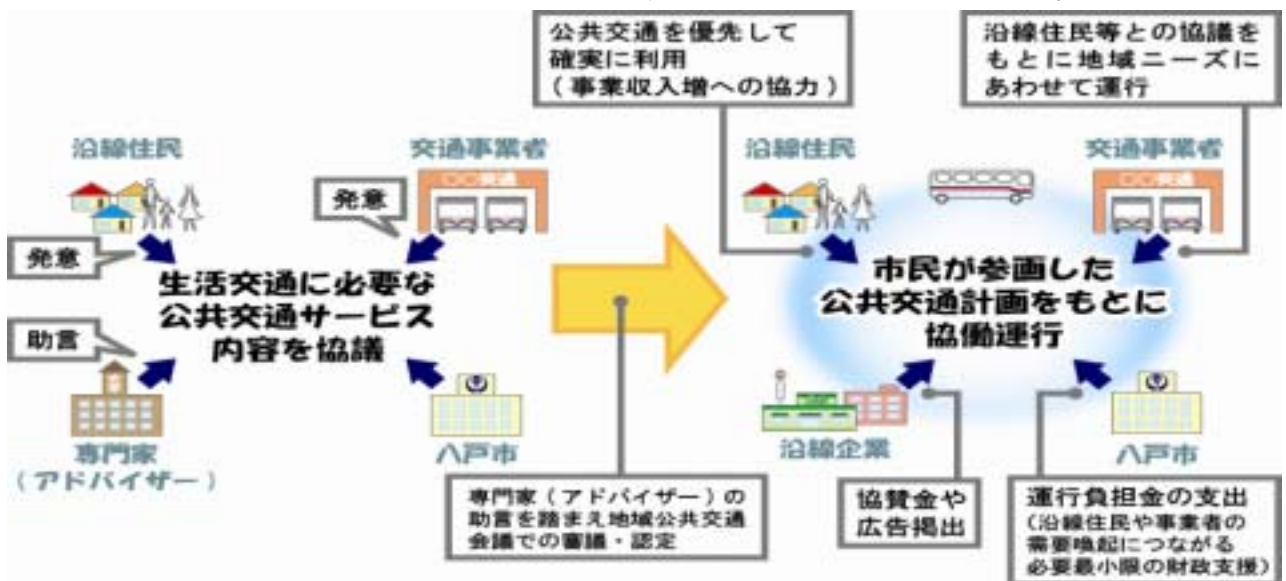 公共交通を優先して
確実に利用
(事業収入増への協力)
沿線住民等との協議を
もとに地域ニーズに
あわせて運行
沿線住民
交通事業者
〇〇交通
発意
発意
生活交通に必要な
公共交通サービス
内容を協議
助言
専門家
(アドバイザー)
八戸市
専門家(アドバイザー)の
助言を踏まえ地域公共交通
会議での審議・認定
沿線住民
交通事業者
〇〇交通
市民が参画した
公共交通計画をもとに
協働運行
沿線企業
八戸市
協賛金や
広告掲出
運行負担金の支出
(沿線住民や事業者の
需要喚起につながる
必要最小限の財政支援)